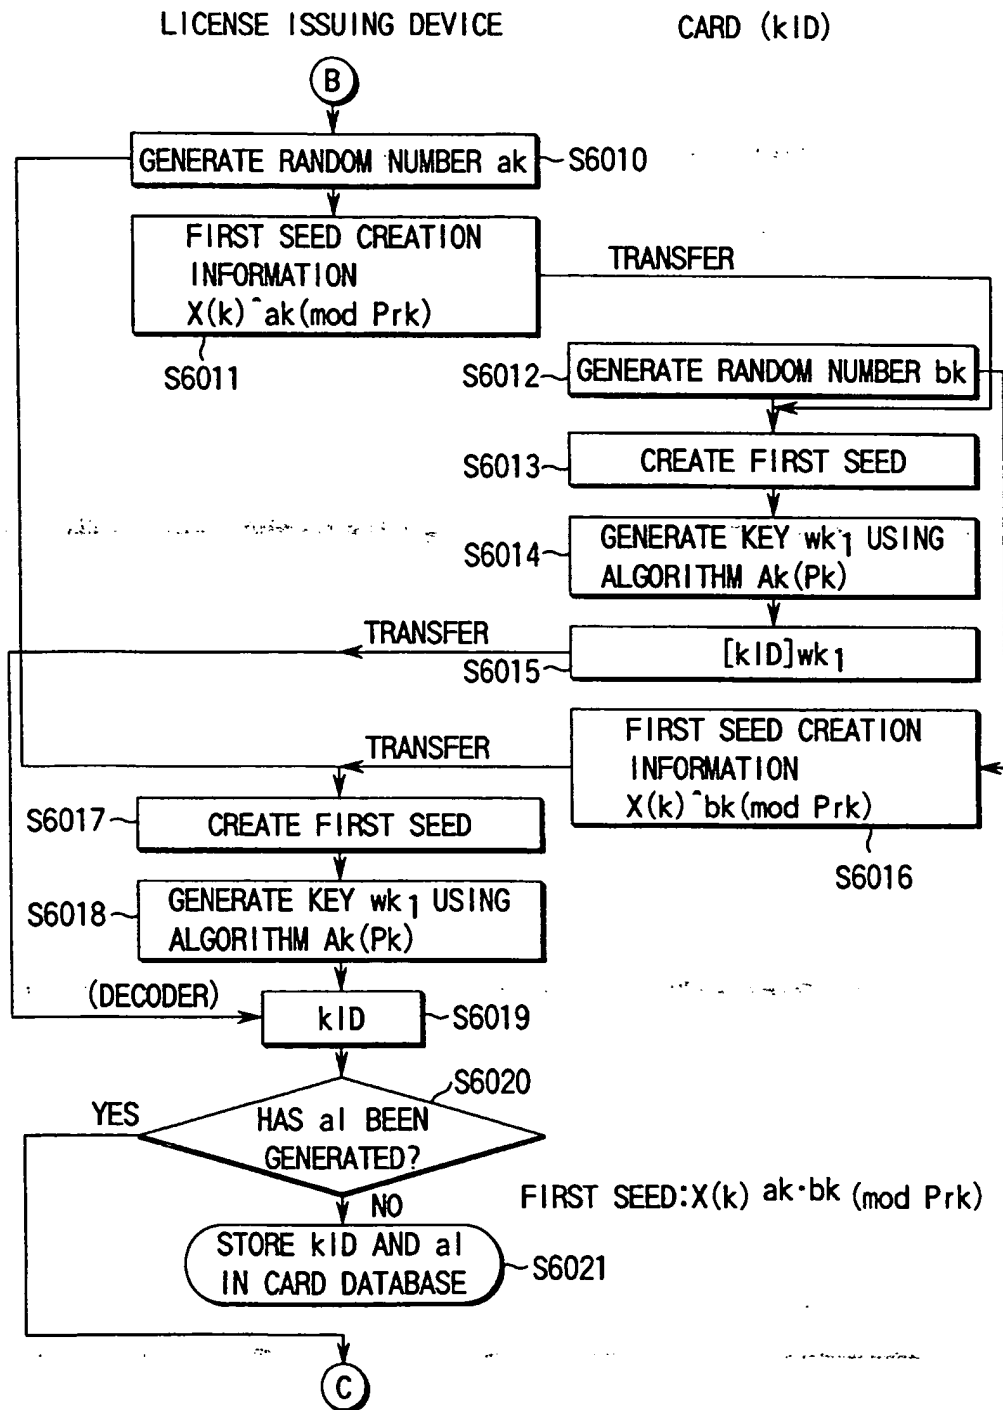 LICENSE ISSUING DEVICE
CARD (kID)
B
GENERATE RANDOM NUMBER ak
S6010
FIRST SEED CREATION
INFORMATION
X(k)^ak(mod Prk)
S6011
TRANSFER
S6012
GENERATE RANDOM NUMBER bk
S6013
CREATE FIRST SEED
S6014
GENERATE KEY wk1 USING
ALGORITHM Ak(Pk)
TRANSFER
S6015
[kID]wk1
FIRST SEED CREATION
INFORMATION
X(k)^bk(mod Prk)
S6016
TRANSFER
S6017
CREATE FIRST SEED
S6018
GENERATE KEY wk1 USING
ALGORITHM Ak(Pk)
(DECODER)
kID
S6019
S6020
YES
HAS al BEEN
GENERATED?
NO
FIRST SEED:X(k) ak·bk (mod Prk)
STORE kID AND al
IN CARD DATABASE
S6021
C